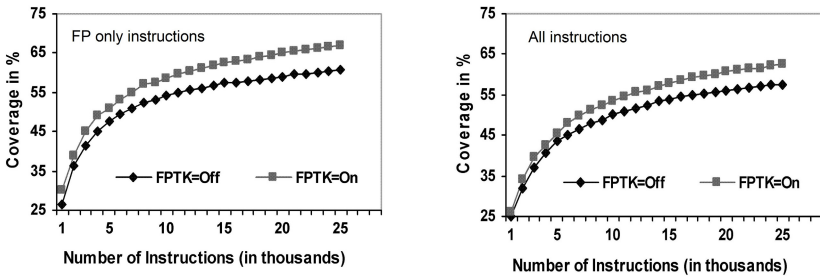 75
65
55
45
35
25
Coverage in %
FP only instructions
FPTK=Off
FPTK=On
1
5
10
15
20
25
Number of Instructions (in thousands)
75
65
55
45
35
25
Coverage in %
All instructions
FPTK=Off
FPTK=On
1
5
10
15
20
25
Number of Instructions (in thousands)